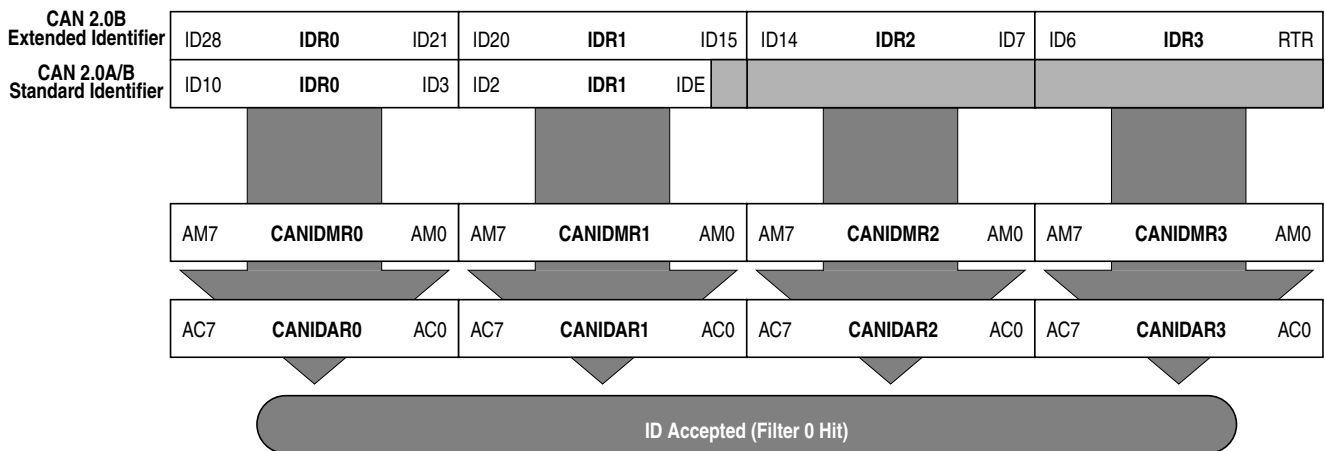 CAN 2.0B
Extended Identifier
ID28 IDR0 ID21 ID20 IDR1 ID15 ID14 IDR2 ID7 ID6 IDR3 RTR
CAN 2.0A/B
Standard Identifier
ID10 IDR0 ID3 ID2 IDR1 IDE
AM7 CANIDMR0 AM0 AM7 CANIDMR1 AM0 AM7 CANIDMR2 AM0 AM7 CANIDMR3 AM0
AC7 CANIDAR0 AC0 AC7 CANIDAR1 AC0 AC7 CANIDAR2 AC0 AC7 CANIDAR3 AC0
ID Accepted (Filter 0 Hit)